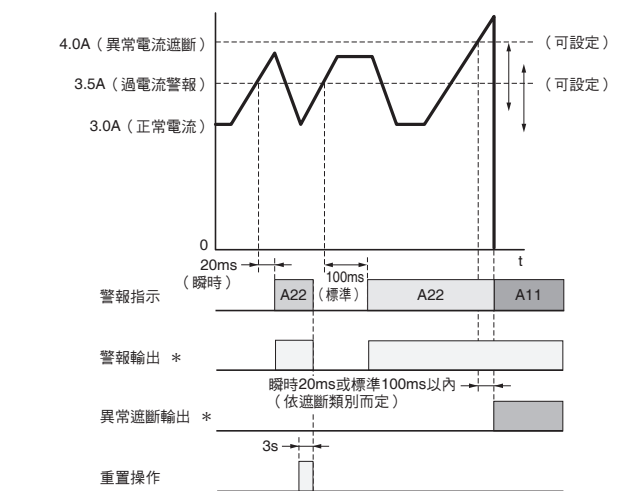 4.0A（異常電流遮斷）
（可設定）
3.5A（過電流警報）
（可設定）
3.0A（正常電流）
0
t
20ms
（瞬時）
100ms
（標準）
警報指示
A22
A22
A11
警報輸出 ＊
瞬時20ms或標準100ms以內
（依遮斷類別而定）
異常遮斷輸出 ＊
3s
重置操作